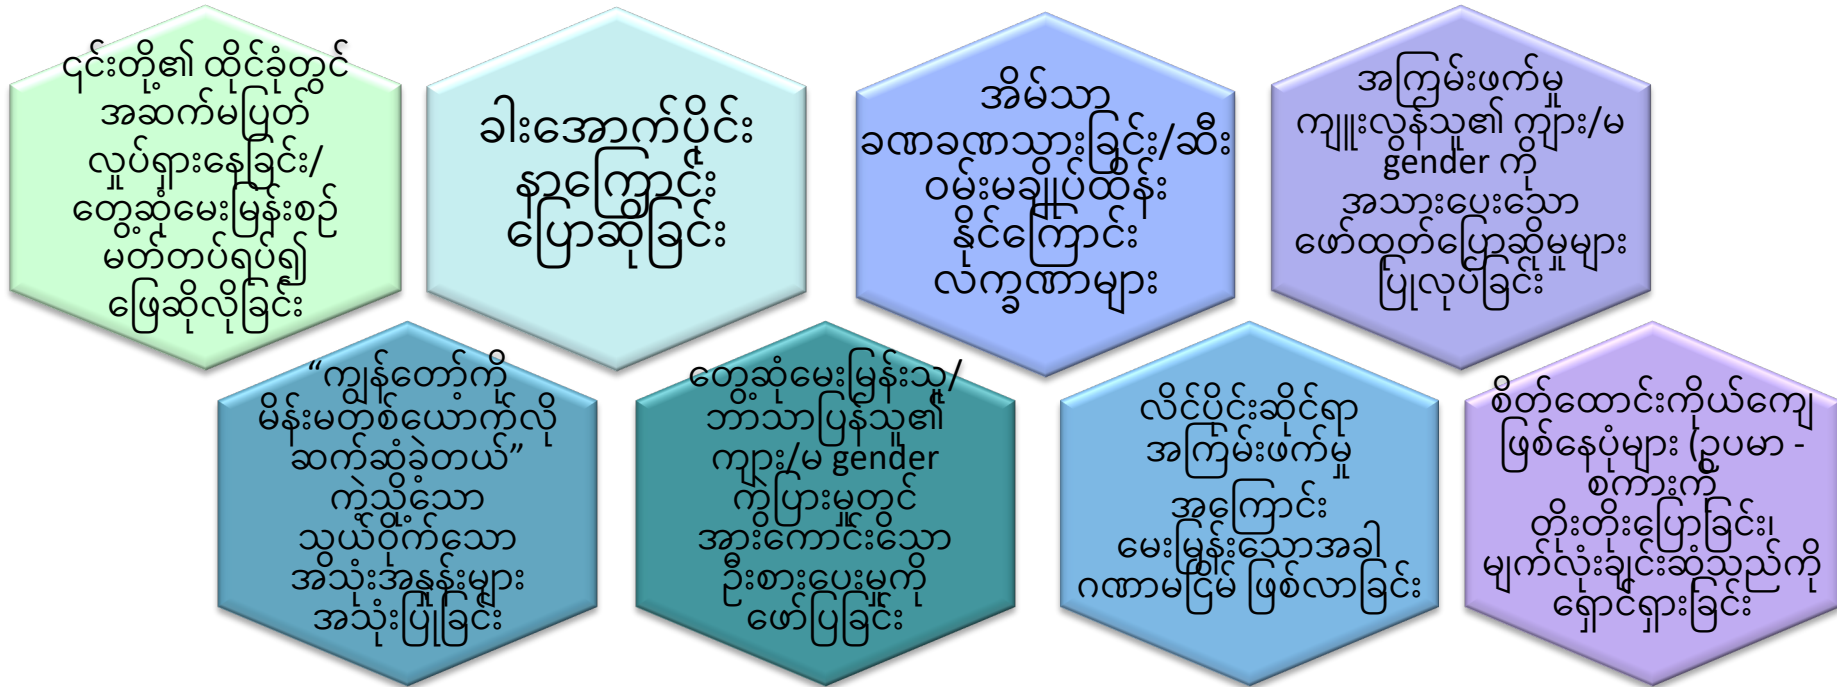 ၎င်းတို့၏ ထိုင်ခုံတွင်
အဆက်မပြတ်
လှုပ်ရှားနေခြင်း/
တွေ့ဆုံမေးမြန်းစဉ်
မတ်တပ်ရပ်၍
ဖြေဆိုလိုခြင်း
ခါးအောက်ပိုင်း
နာကြောင်း
ပြောဆိုခြင်း
အိမ်သာ
ခဏခဏသွားခြင်း/ဆီး
ဝမ်းမချိုပ်ထိန်း
နိုင်ကြောင်း
လက္ခဏာများ
အကြမ်းဖက်မှု
ကျူးလွန်သူ၏ ကျား/မ
gender ကို
အသားပေးသော
ဖော်ထုတ်ပြောဆိုမှုများ
ပြုလုပ်ခြင်း
“ကျွန်တော့်ကို
မိန်းမတစ်ယောက်လို
ဆက်ဆံခဲ့တယ်”
ကဲ့သို့သော
သွယ်ဝိုက်သော
အသုံးအနှုန်းများ
အသုံးပြုခြင်း
တွေ့ဆုံမေးမြန်းသူ/
ဘာသာပြန်သူ၏
ကျား/မ gender
ကွဲပြားမှုတွင်
အားကောင်းသော
ဦးစားပေးမှုကို
ဖော်ပြခြင်း
လိင်ပိုင်းဆိုင်ရာ
အကြမ်းဖက်မှု
အကြောင်း
မေးမြန်းသောအခါ
ဂဏာမငြိမ် ဖြစ်လာခြင်း
စိတ်ထောင်းကိုယ်ကျေ
ဖြစ်နေပုံများ (ဥပမာ -
စကားကို
တိုးတိုးပြောခြင်း၊
မျက်လုံးချင်းဆုံသည်ကို
ရှောင်ရှားခြင်း